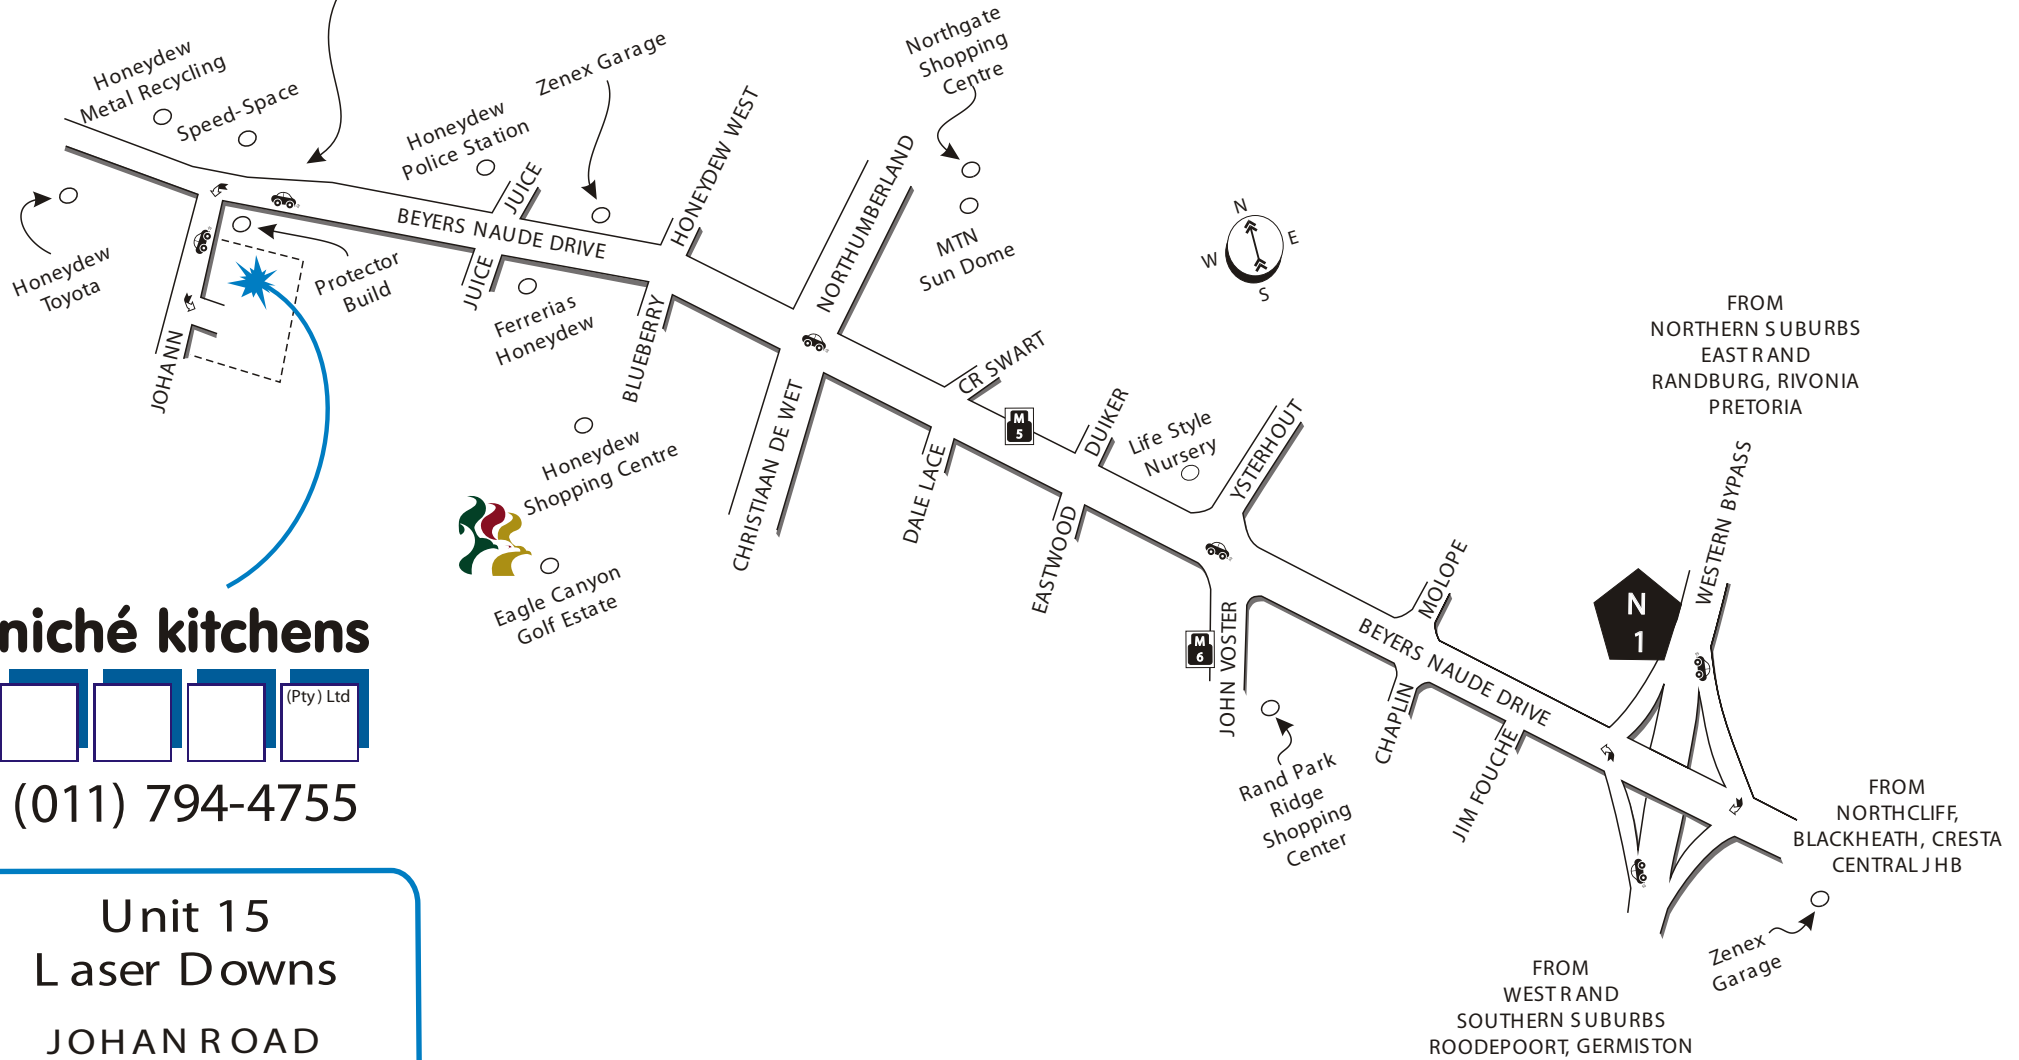 Honeydew
Metal Recycling
Speed-Space
Honeydew
Police Station
Zenex Garage
Northgate
Shopping
Centre
HONEYDEW WEST
NORTHUMBERLAND
JUICE
BEYERS NAUDE DRIVE
MTN
Sun Dome
N
W
E
S
Honeydew
Toyota
Protector
Build
JUICE
Ferrerias
Honeydew
BLUEBERRY
JOHANN
FROM
NORTHERN SUBURBS
EAST RAND
RANDBURG, RIVONIA
PRETORIA
CR SWART
M
5
DUIKER
Life Style
Nursery
YSTERHOUT
CHRISTIAAN DE WET
DALE LACE
EASTWOOD
Honeydew
Shopping Centre
Eagle Canyon
Golf Estate
WESTERN BYPASS
MOLOPE
N
1
M
6
JOHN VOSTER
BEYERS NAUDE DRIVE
CHAPLIN
JIM FOUCHE
Rand Park
Ridge
Shopping
Center
niché kitchens
(Pty) Ltd
(011) 794-4755
FROM
NORTHCLIFF,
BLACKHEATH, CRESTA
CENTRAL JHB
Zenex
Garage
FROM
WEST RAND
SOUTHERN SUBURBS
ROODEPOORT, GERMISTON
Unit 15
Laser Downs
JOHAN ROAD